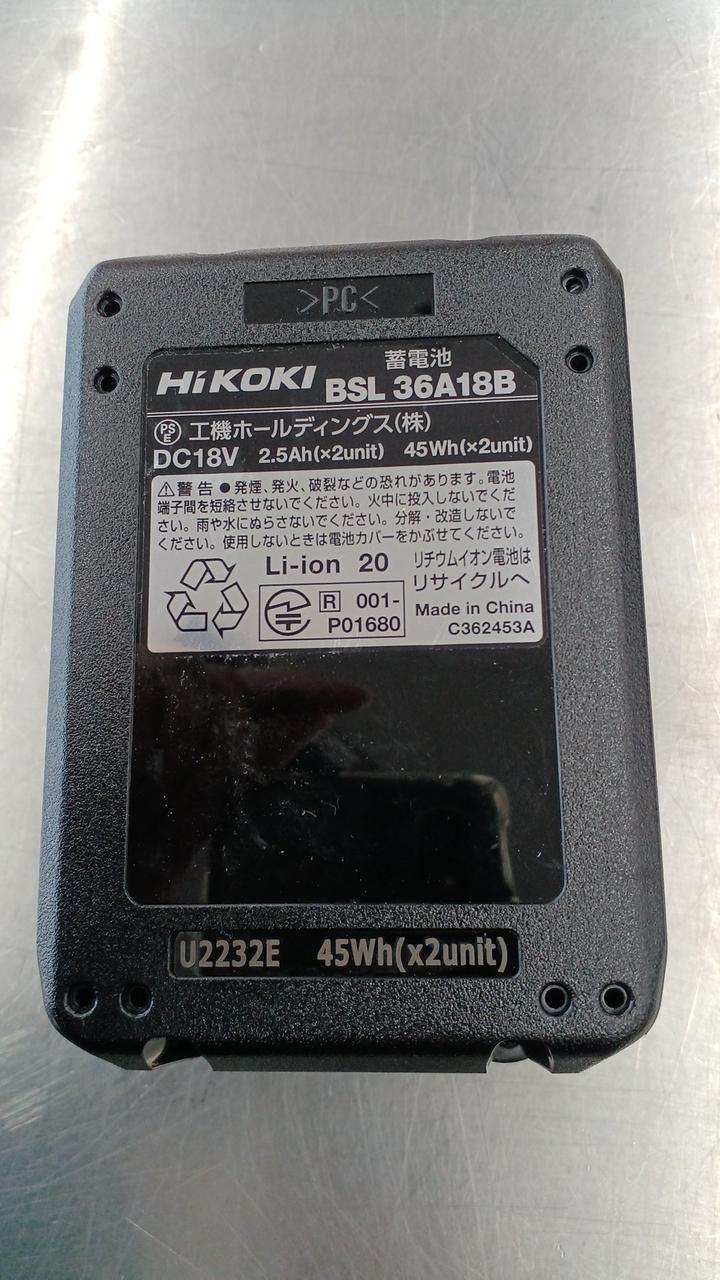 >PC<
HiKOKI 蓄電池 BSL 36A18B
PS E 工機ホールディングス(株)
DC18V 2.5Ah(×2unit) 45Wh(×2unit)
⚠警告 ●発煙、発火、破裂などの恐れがあります。電池
端子間を短絡させないでください。火中に投入しないでくだ
さい。雨や水にぬらさないでください。分解・改造しないで
ください。使用しないときは電池カバーをかぶせてください。
Li-ion 20
リチウムイオン電池は
リサイクルへ
R 001-
P01680
Made in China
C362453A
U2232E 45Wh(x2unit)